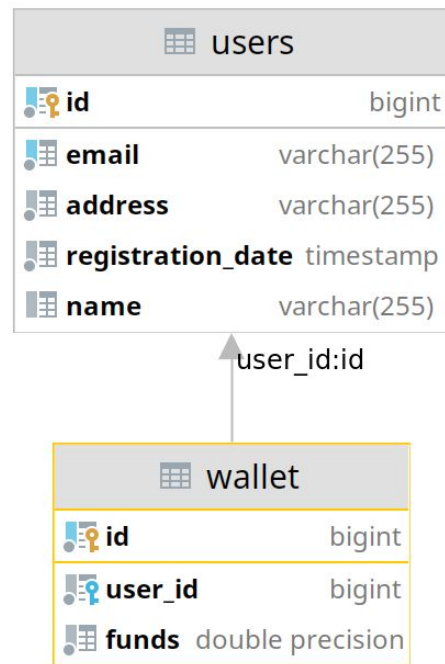 users
id bigint
email varchar(255)
address varchar(255)
registration_date timestamp
name varchar(255)
user_id:id
wallet
id bigint
user_id bigint
funds double precision